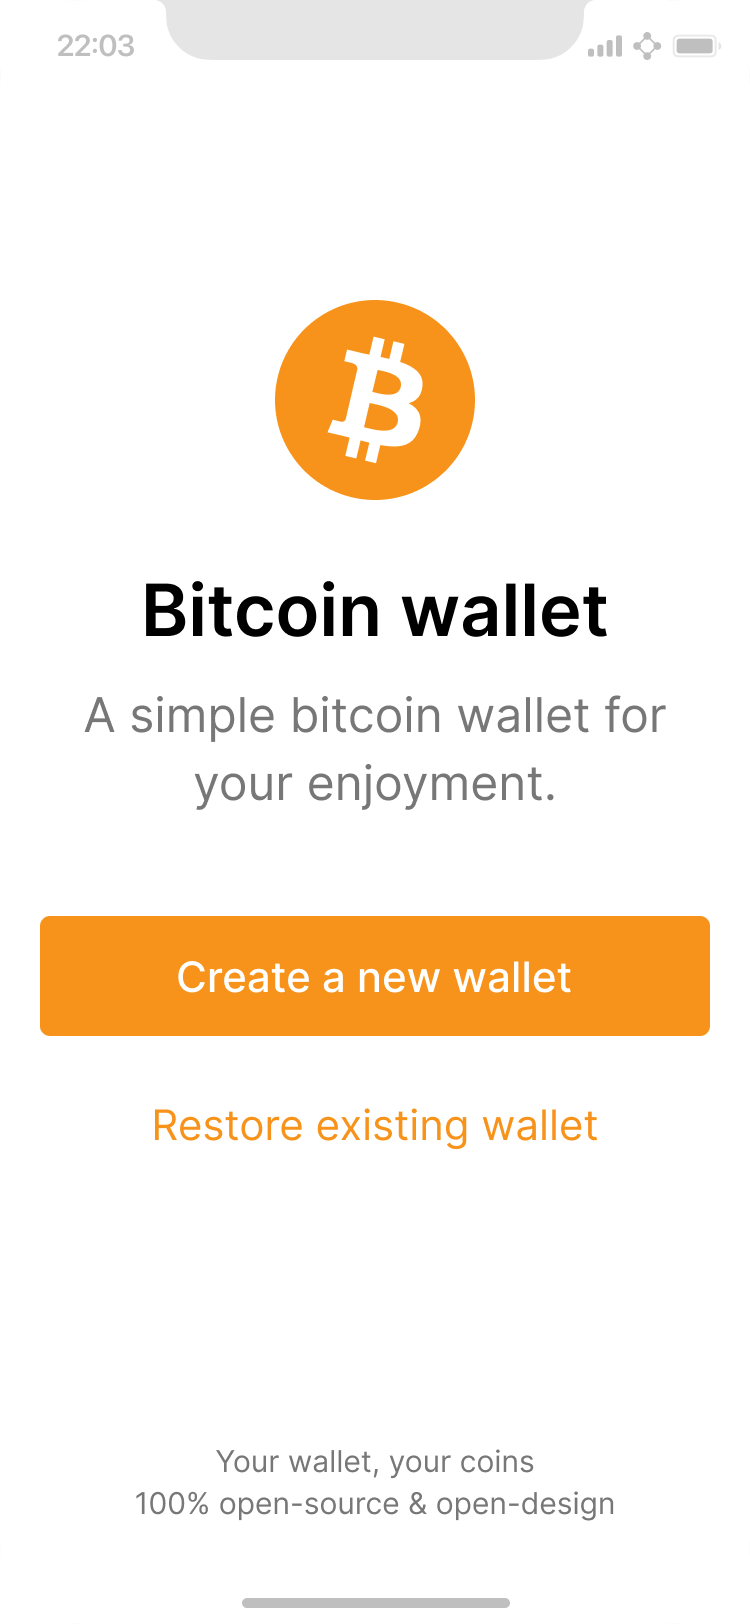 22:03
Bitcoin wallet
A simple bitcoin wallet for
your enjoyment.
Create a new wallet
Restore existing wallet
Your wallet, your coins
100% open-source & open-design